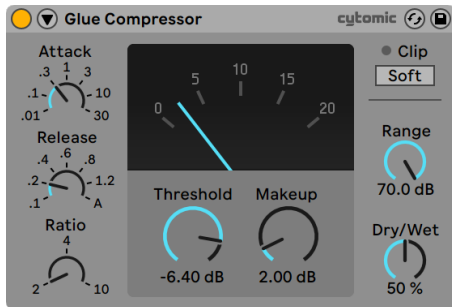 Glue Compressor
cytomic
Attack
.01 .1 .3 1 3 10 30
Release
.1 .2 .4 .6 .8 1.2 A
Ratio
2 4 10
0 5 10 15 20
Threshold
-6.40 dB
Makeup
2.00 dB
Clip
Soft
Range
70.0 dB
Dry/Wet
50 %